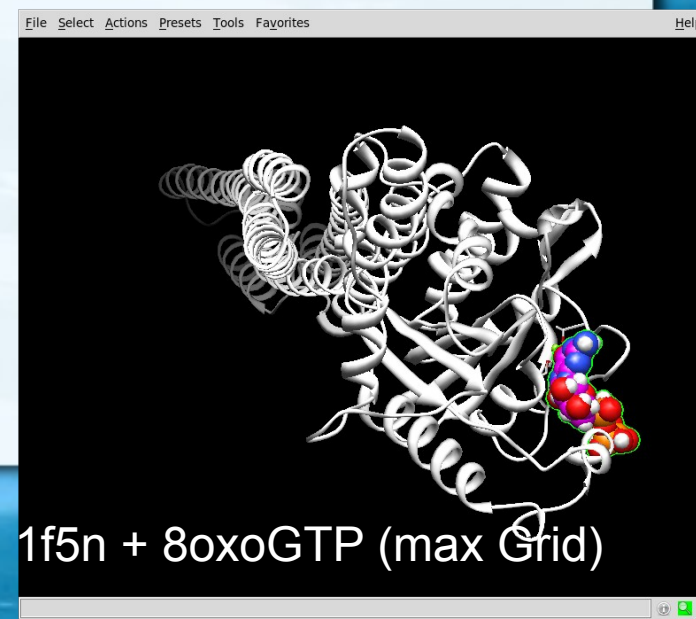 File Select Actions Presets Tools Favorites Help
1f5n + 8oxoGTP (max Grid)